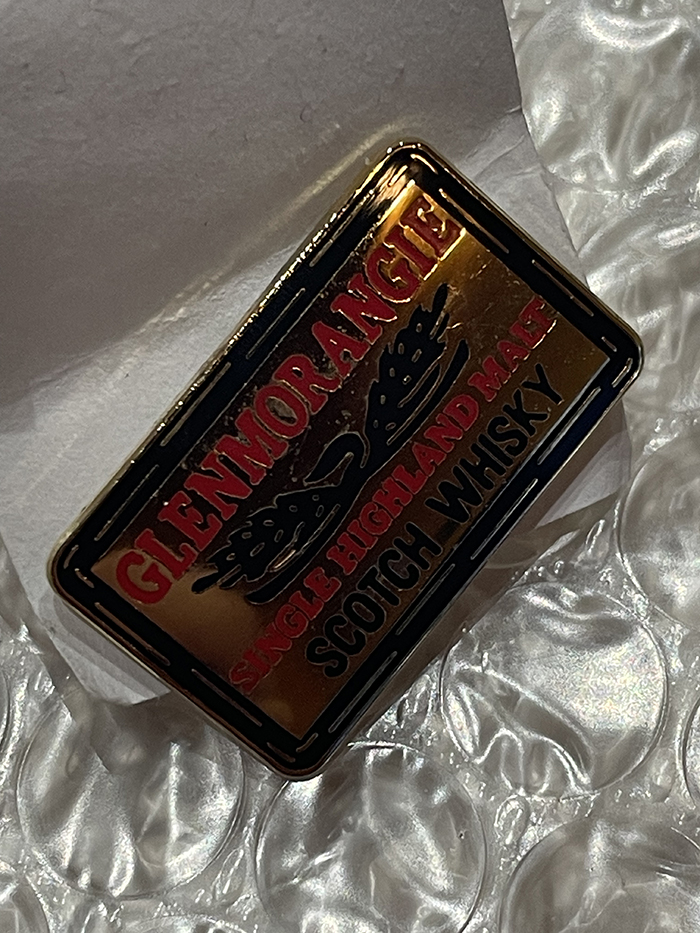 GLENMORANGIE
SINGLE HIGHLAND MALT
SCOTCH WHISKY